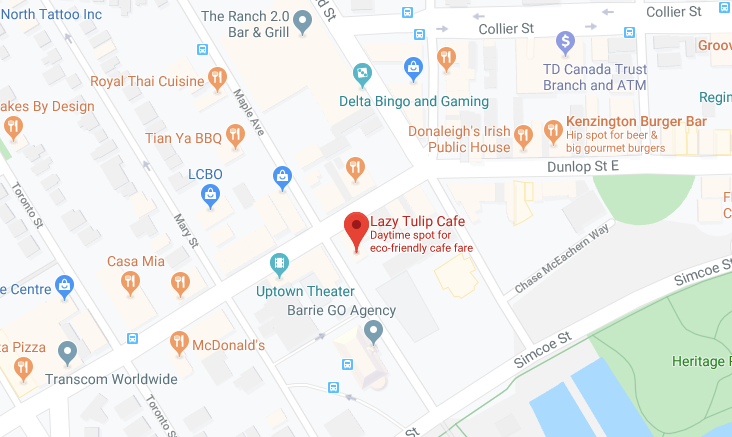 North Tattoo Inc
The Ranch 2.0
Bar & Grill
d St
Collier St
Collier St
TD Canada Trust
Branch and ATM
Groov
Royal Thai Cuisine
Maple Ave
Delta Bingo and Gaming
Regin
akes By Design
Tian Ya BBQ
Donaleigh's Irish
Public House
Kenzington Burger Bar
Hip spot for beer &
big gourmet burgers
LCBO
Dunlop St E
Toronto St
Mary St
Lazy Tulip Cafe
Daytime spot for
eco-friendly cafe fare
Fl
C
Chase McEachern Way
Casa Mia
Simcoe St
e Centre
Uptown Theater
Barrie GO Agency
Simcoe St
ta Pizza
McDonald's
Heritage P
Transcom Worldwide
Toronto St
St